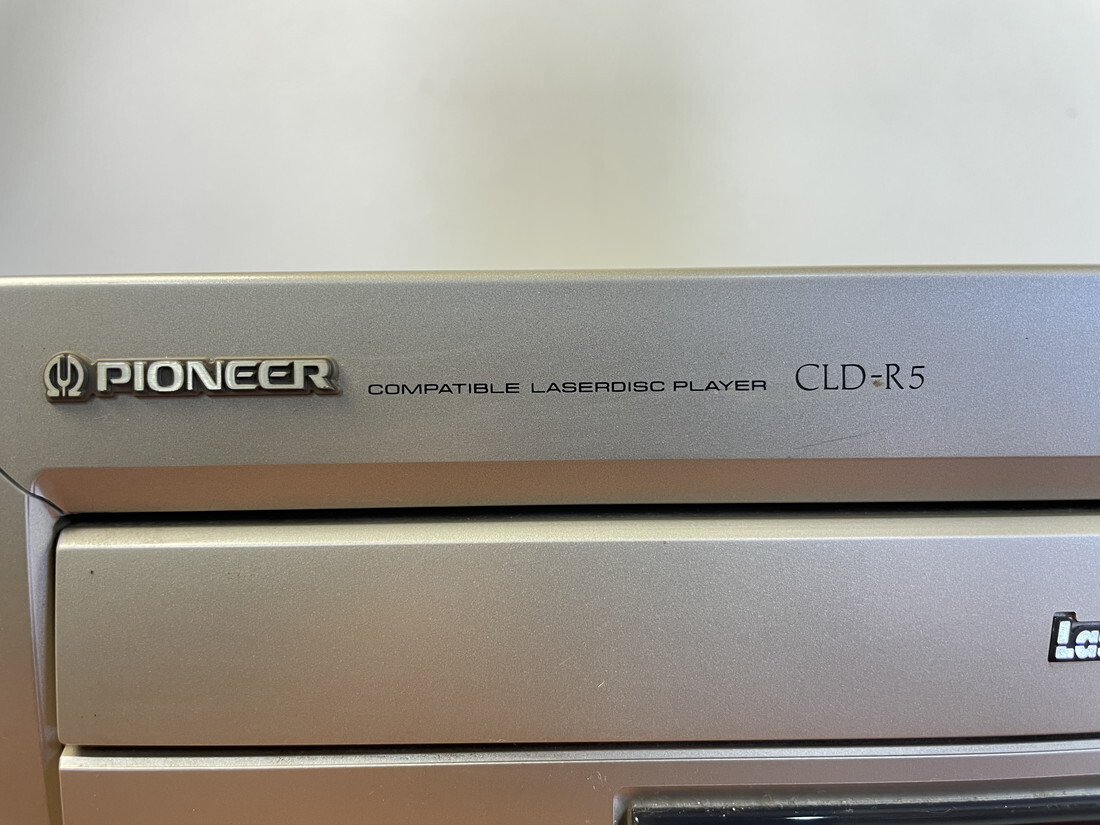 PIONEER COMPATIBLE LASERDISC PLAYER CLD-R5